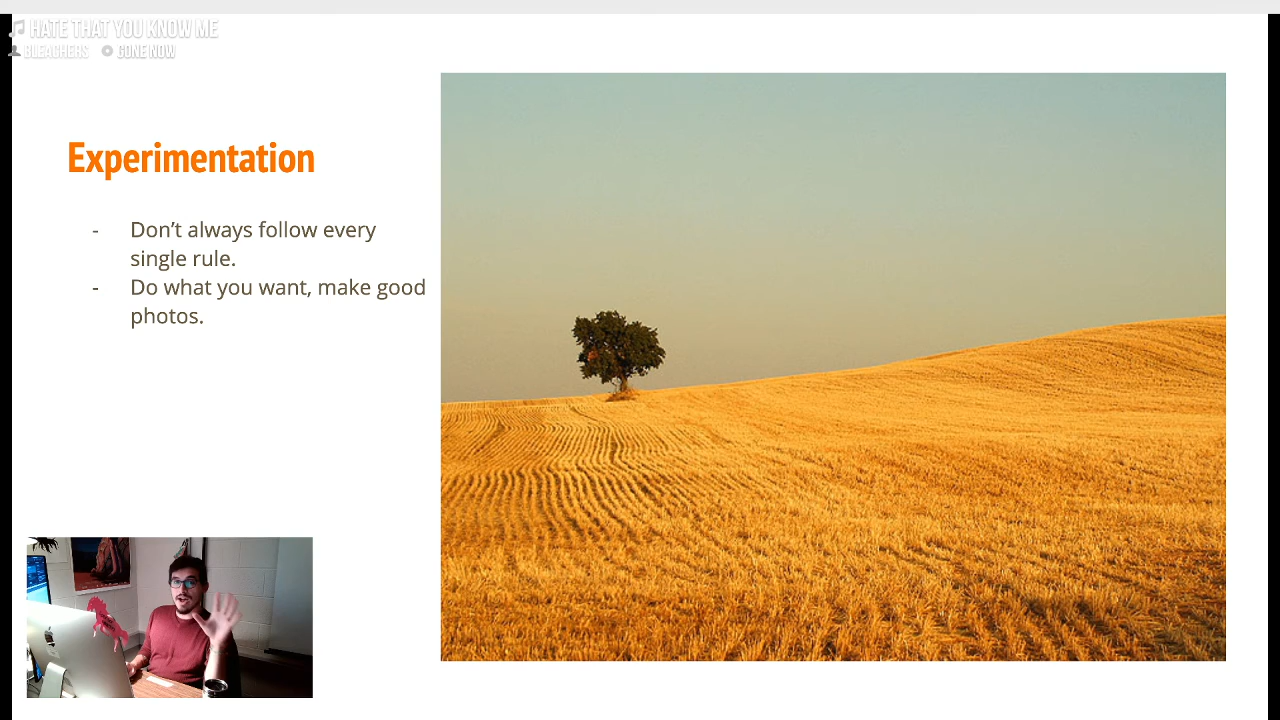 HATE THAT YOU KNOW ME
BLEACHERS GONE NOW
Experimentation
- Don’t always follow every
single rule.
- Do what you want, make good
photos.